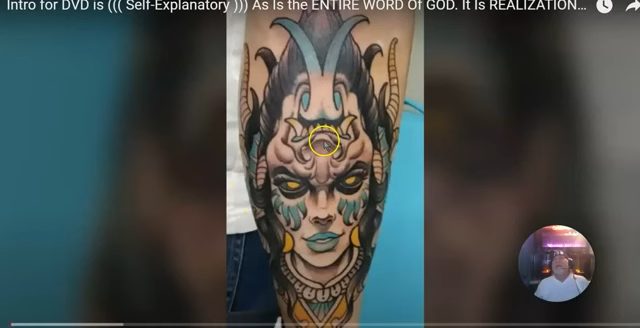 Intro for DVD is ((( Self-Explanatory ))) As Is the ENTIRE WORD Of GOD. It Is REALIZATION…